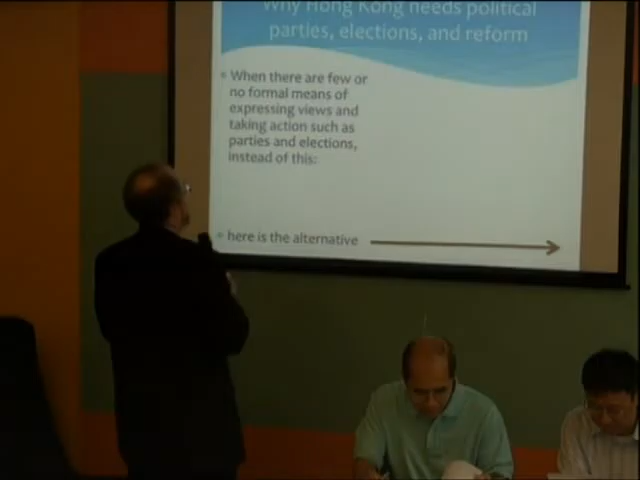 Why Hong Kong needs political
parties, elections, and reform
When there are few or
no formal means of
expressing views and
taking action such as
parties and elections,
instead of this:
here is the alternative